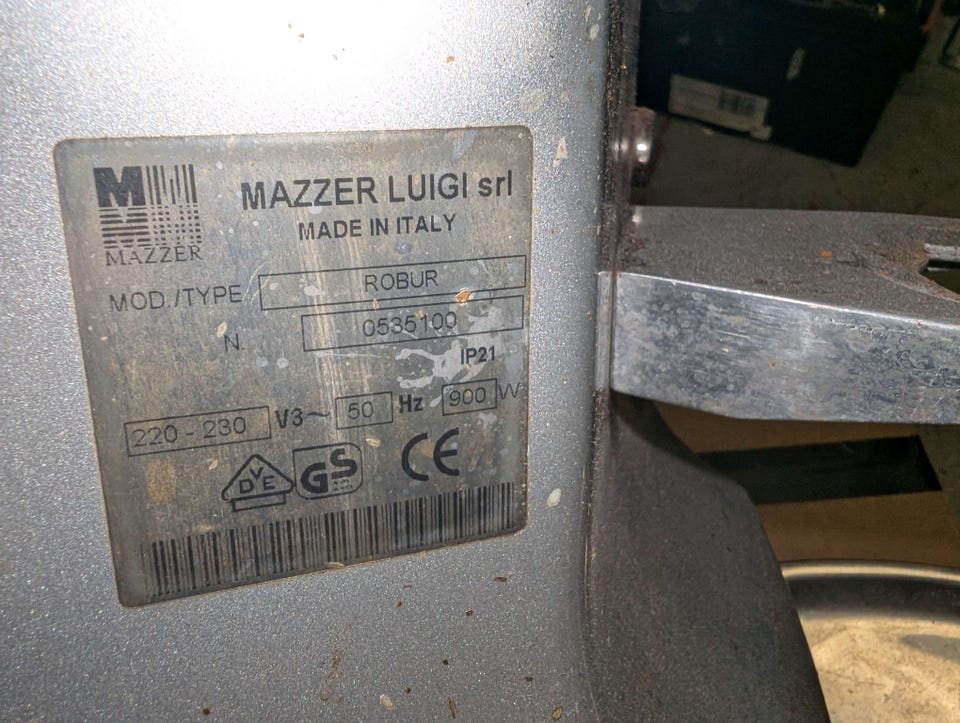 M
MAZZER
MAZZER LUIGI srl
MADE IN ITALY
MOD./TYPE ROBUR
N 0535100
IP21
220 - 230 V3~ 50 Hz 900 W
VDE GS CE